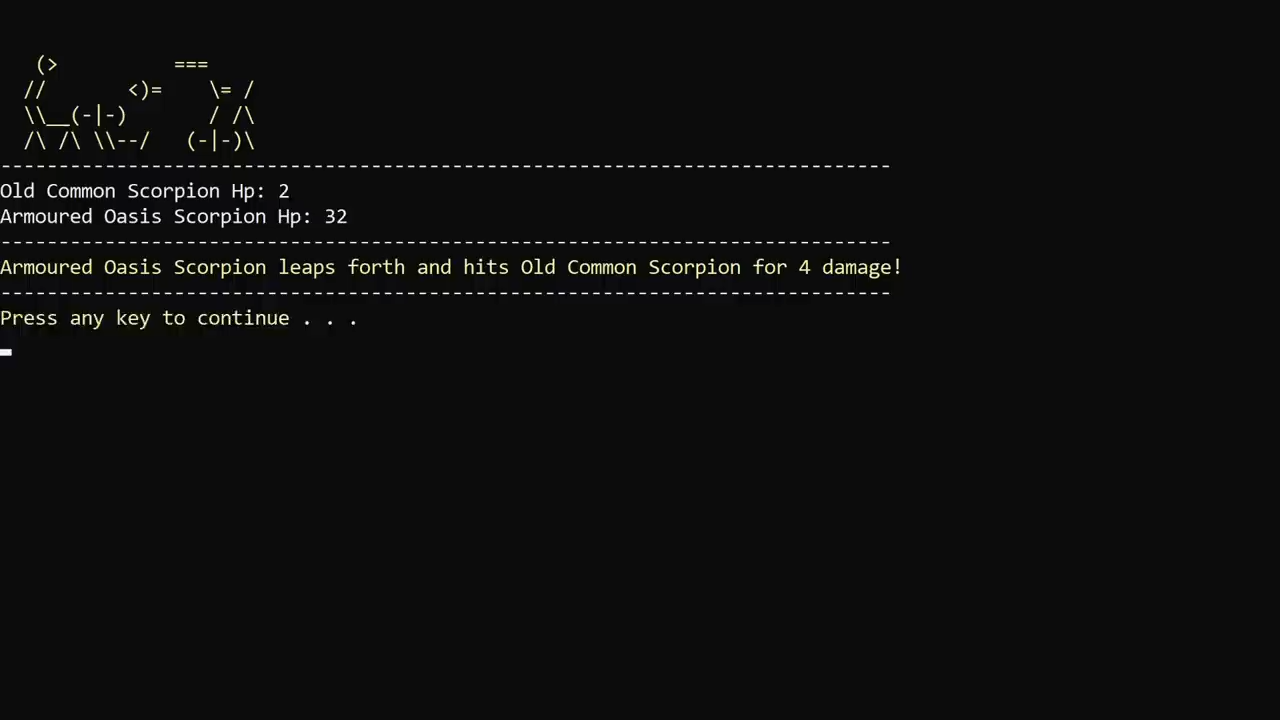 (>          ===
  //       <)=    \= /
  \\__(-|-)       / /\
  /\ /\ \\--/   (-|-)\
-----------------------------------------------------------------------------
Old Common Scorpion Hp: 2
Armoured Oasis Scorpion Hp: 32
-----------------------------------------------------------------------------
Armoured Oasis Scorpion leaps forth and hits Old Common Scorpion for 4 damage!
-----------------------------------------------------------------------------
Press any key to continue . . .